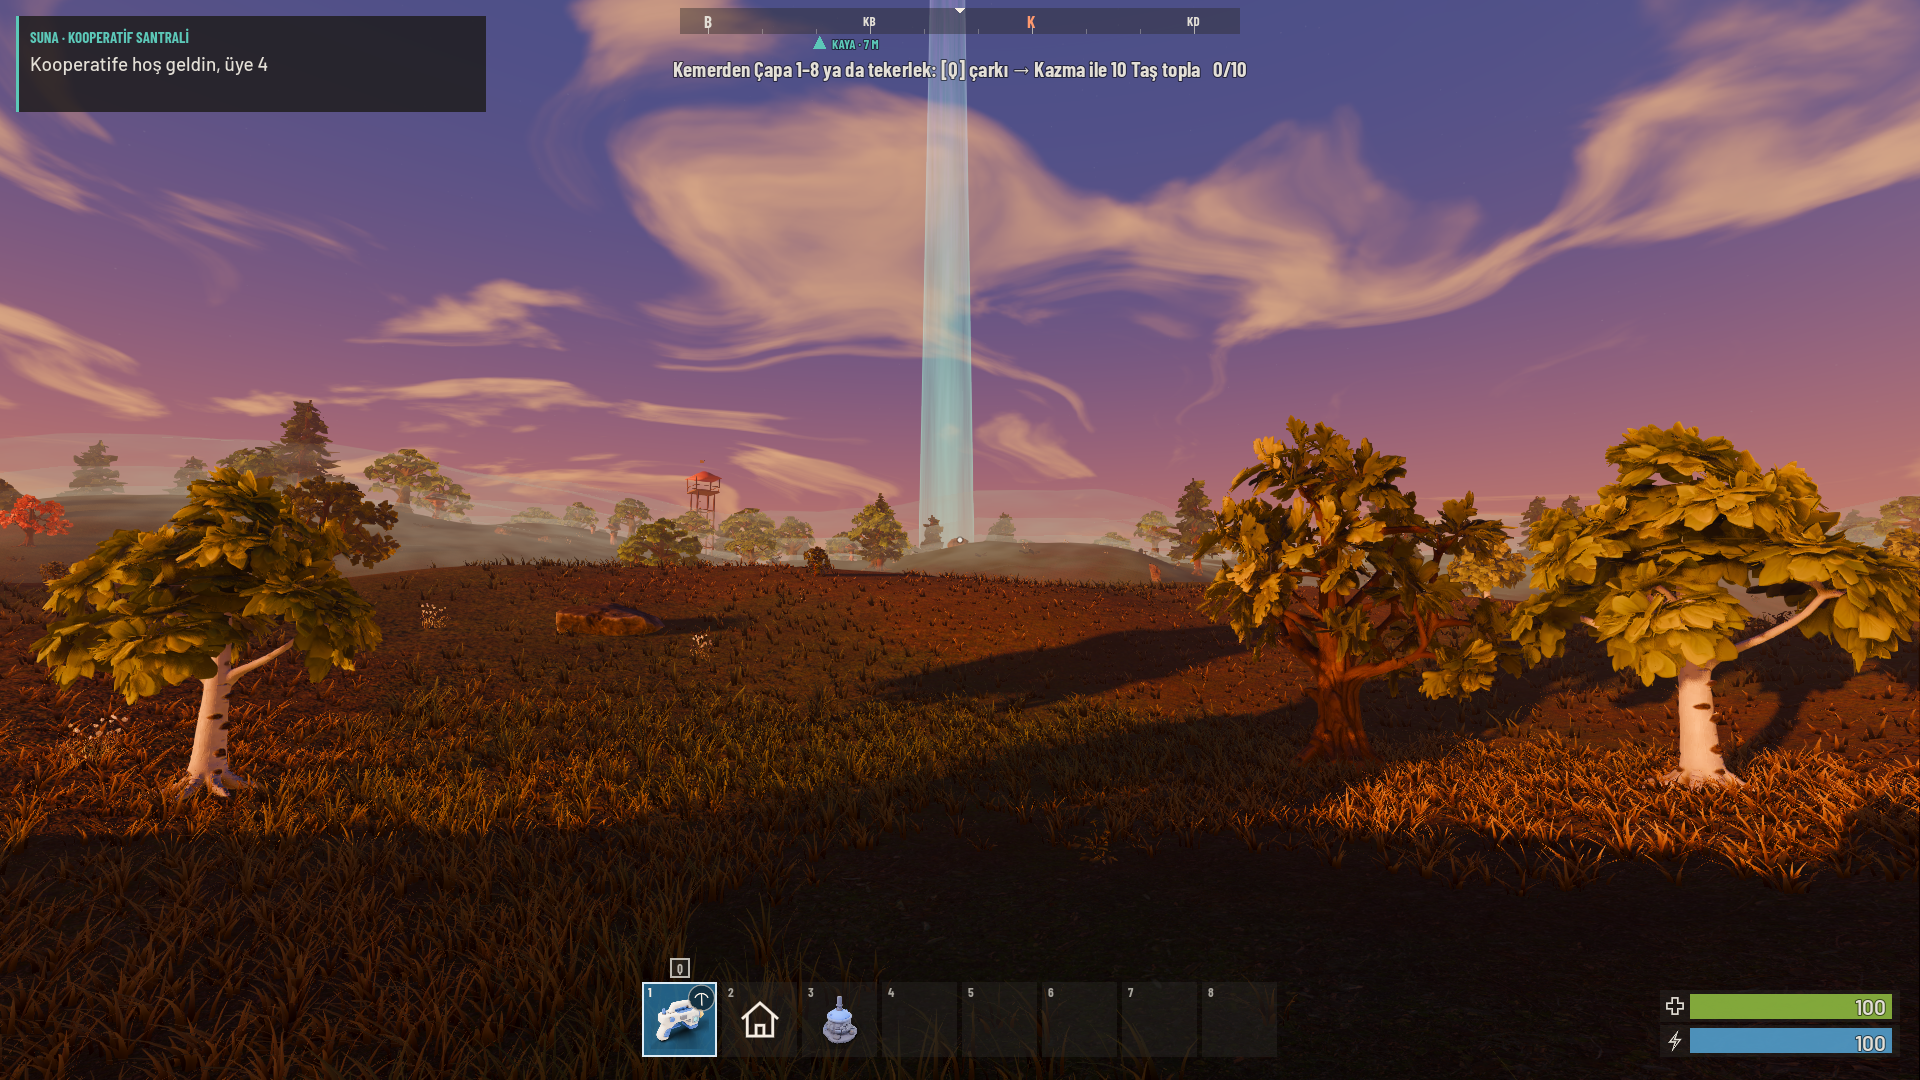 SUNA · KOOPERATİF SANTRALİ
Kooperatife hoş geldin, üye 4
B KB K KD
KAYA · 7 M
Kemerden Çapa 1-8 ya da tekerlek: [Q] çarkı → Kazma ile 10 Taş topla 0/10
Q
1 2 3 4 5 6 7 8
100
100